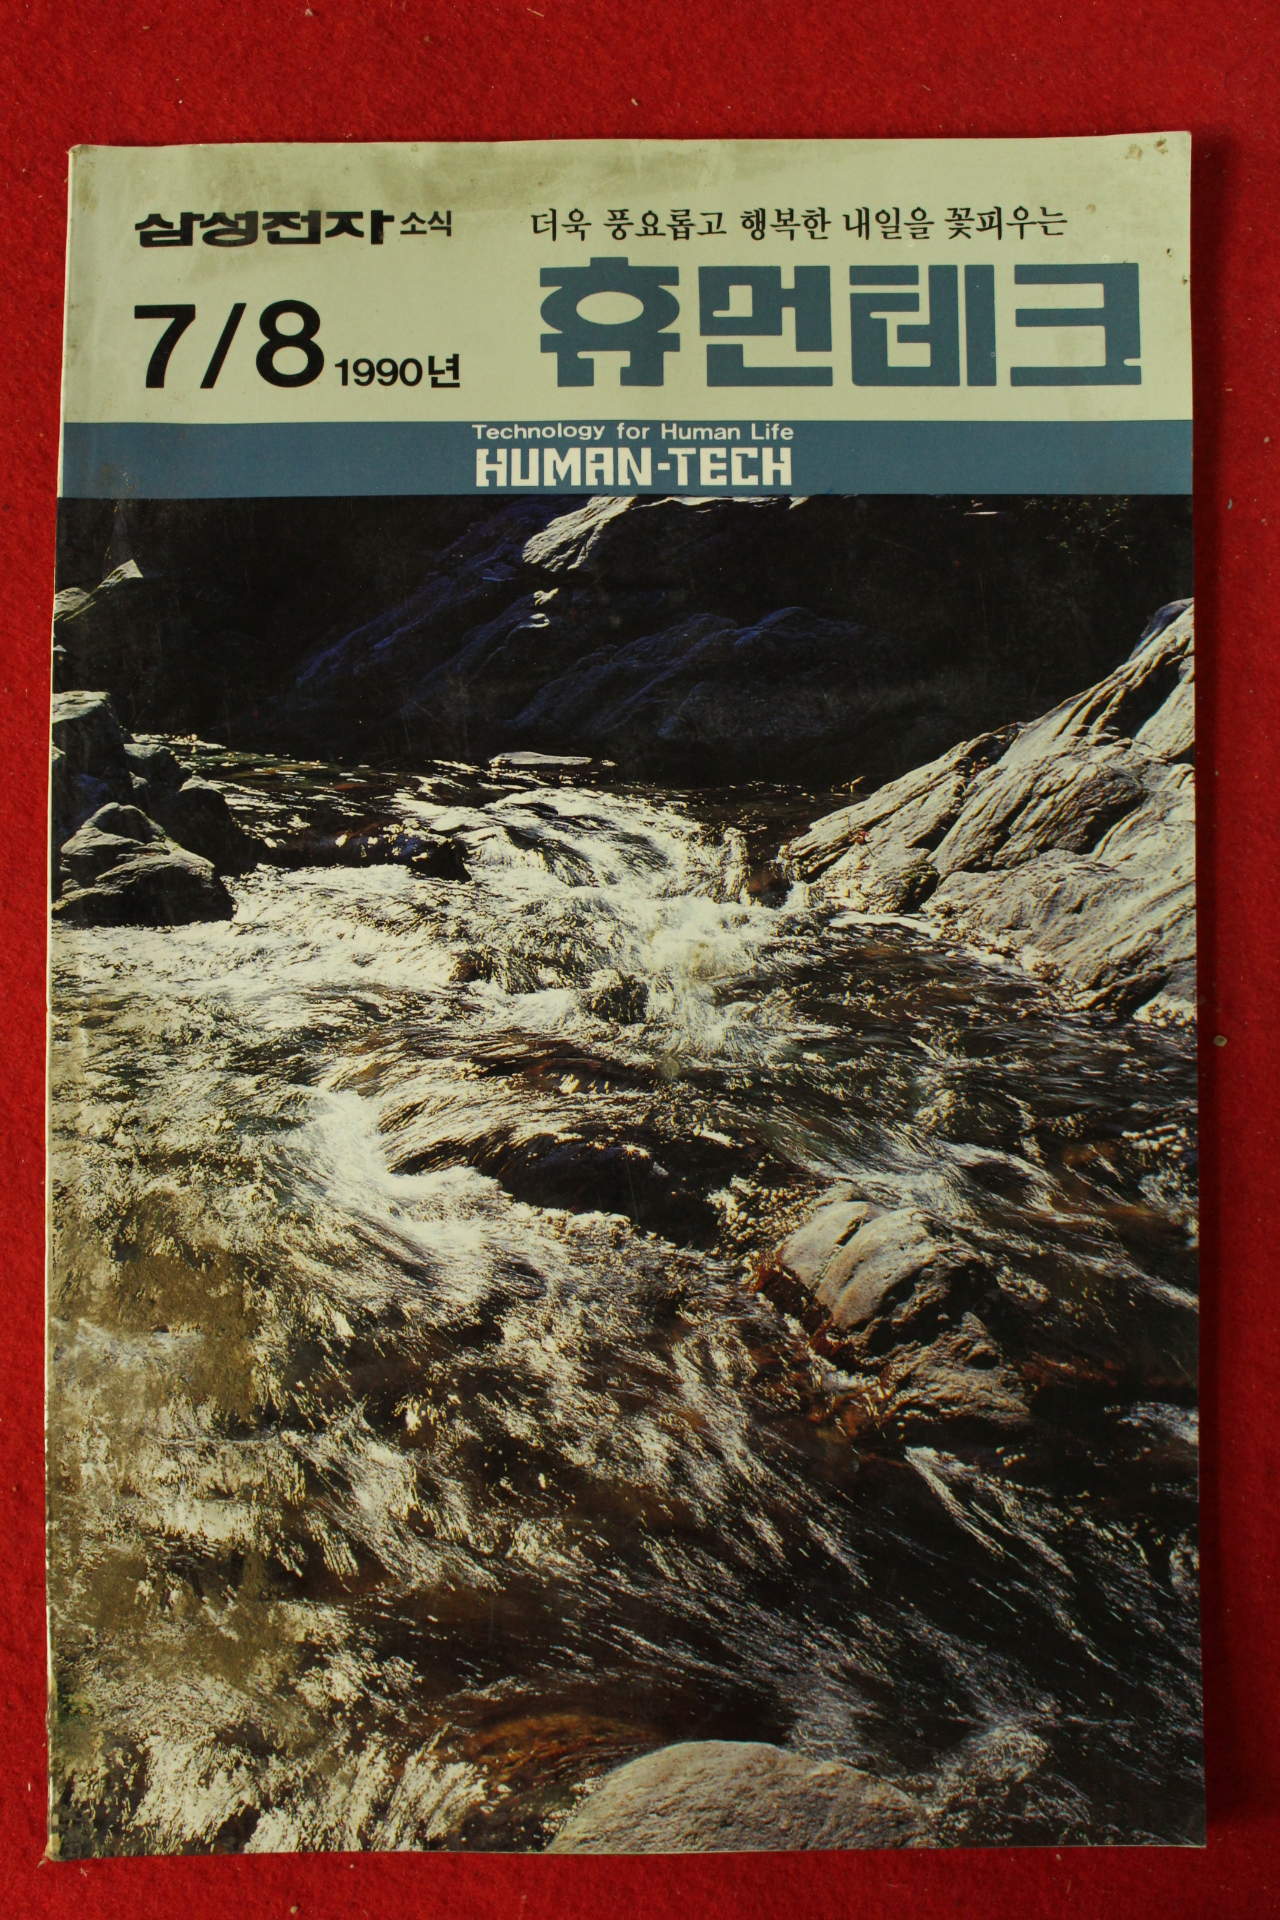 삼성전자 소식
7/8 1990년
더욱 풍요롭고 행복한 내일을 꽃피우는
휴먼테크
Technology for Human Life
HUMAN-TECH